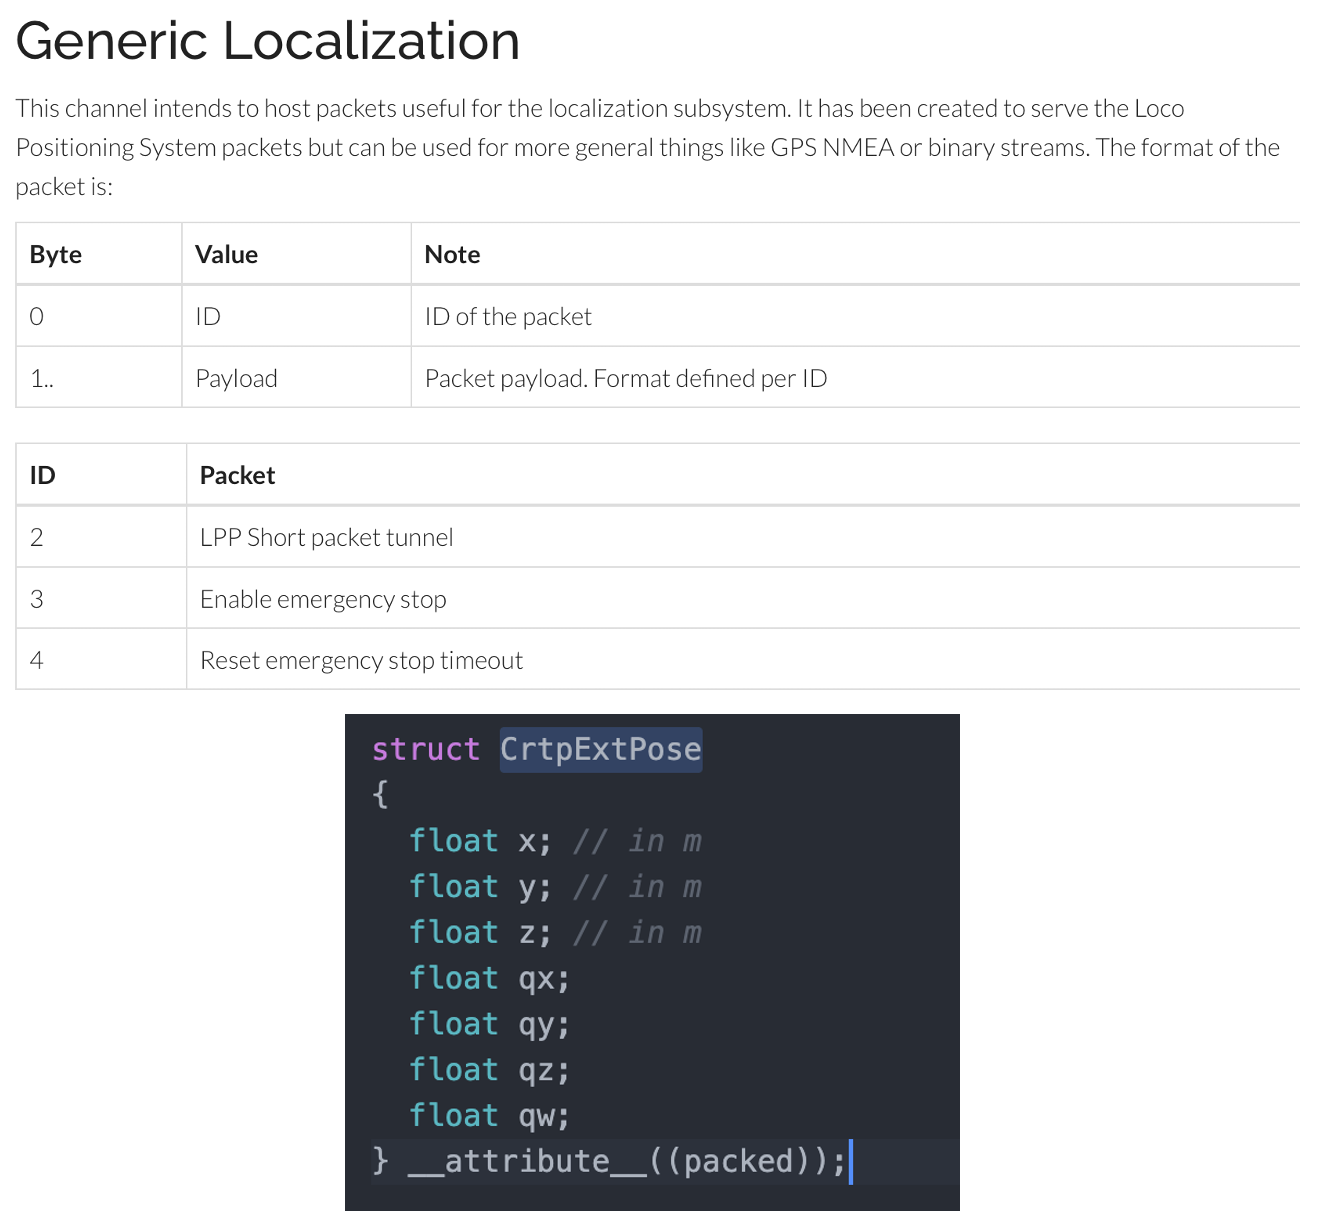 Generic Localization
This channel intends to host packets useful for the localization subsystem. It has been created to serve the Loco
Positioning System packets but can be used for more general things like GPS NMEA or binary streams. The format of the
packet is:
Byte Value Note
0 ID ID of the packet
1.. Payload Packet payload. Format defined per ID
ID Packet
2 LPP Short packet tunnel
3 Enable emergency stop
4 Reset emergency stop timeout
struct CrtpExtPose
{
float x; // in m
float y; // in m
float z; // in m
float qx;
float qy;
float qz;
float qw;
} __attribute__((packed));